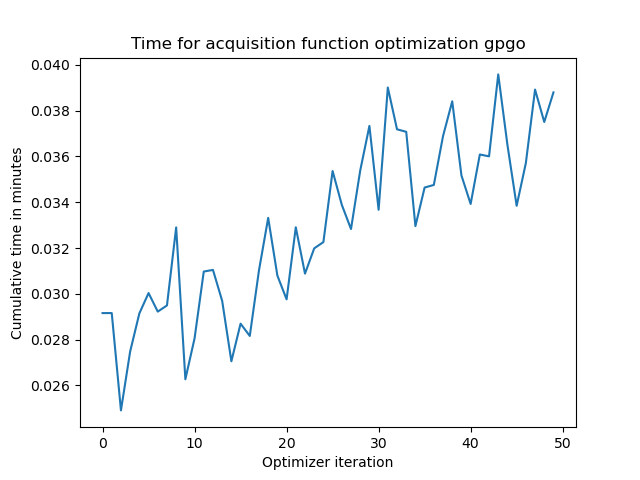 Time for acquisition function optimization gpgo
0.040
0.038
0.036
0.034
0.032
0.030
0.028
0.026
Cumulative time in minutes
0 10 20 30 40 50
Optimizer iteration